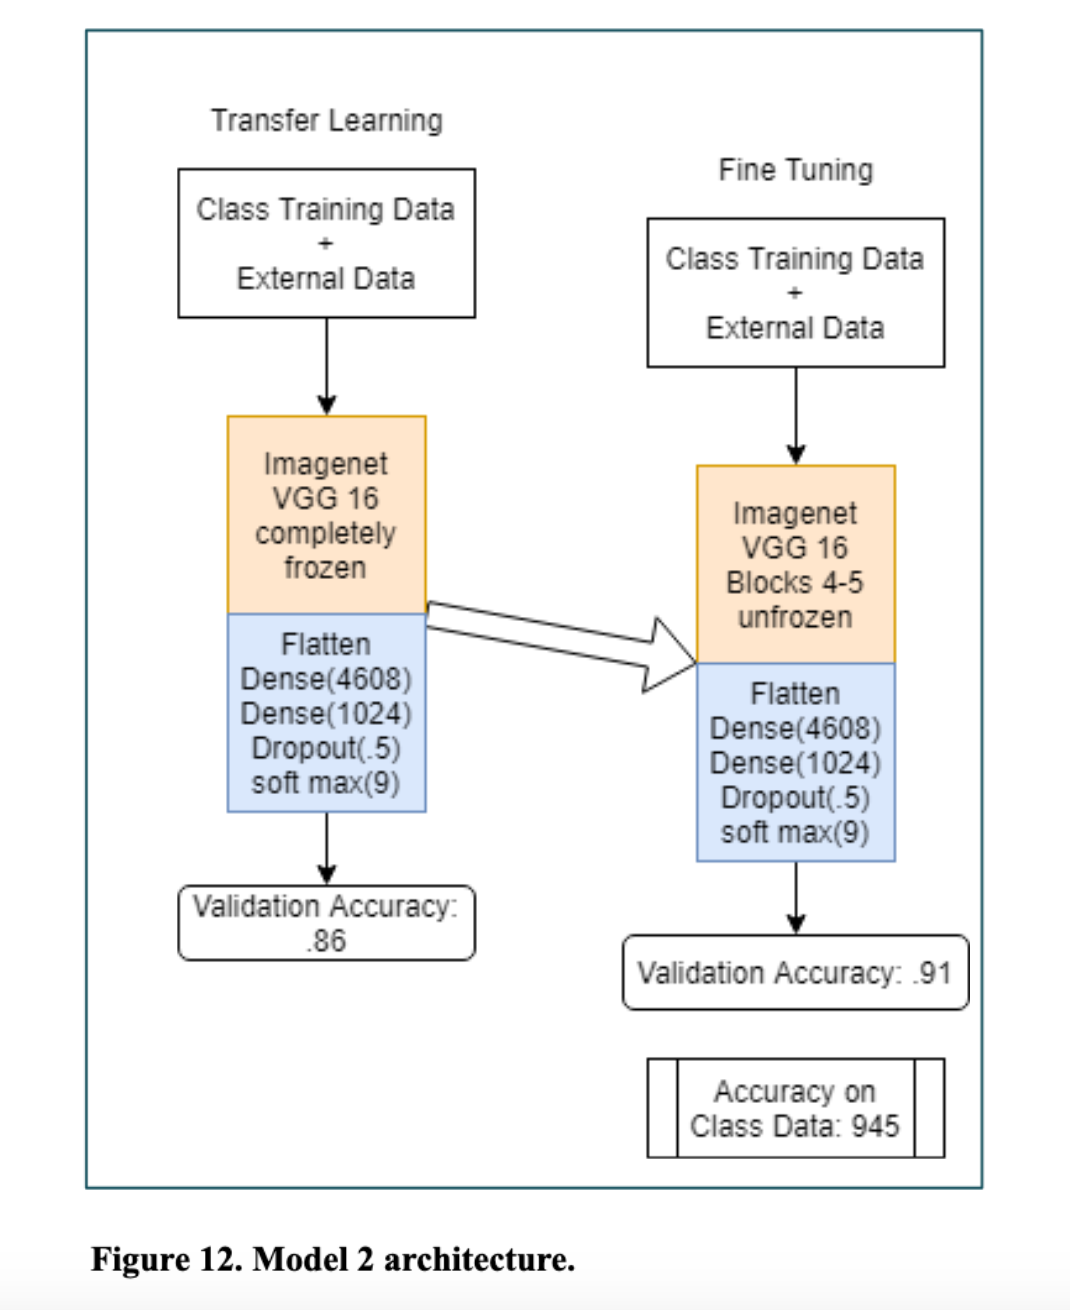 Transfer Learning
Class Training Data
+
External Data
Imagenet
VGG 16
completely
frozen
Flatten
Dense(4608)
Dense(1024)
Dropout(.5)
soft max(9)
Validation Accuracy:
.86
Fine Tuning
Class Training Data
+
External Data
Imagenet
VGG 16
Blocks 4-5
unfrozen
Flatten
Dense(4608)
Dense(1024)
Dropout(.5)
soft max(9)
Validation Accuracy: .91
Accuracy on
Class Data: 945
Figure 12. Model 2 architecture.